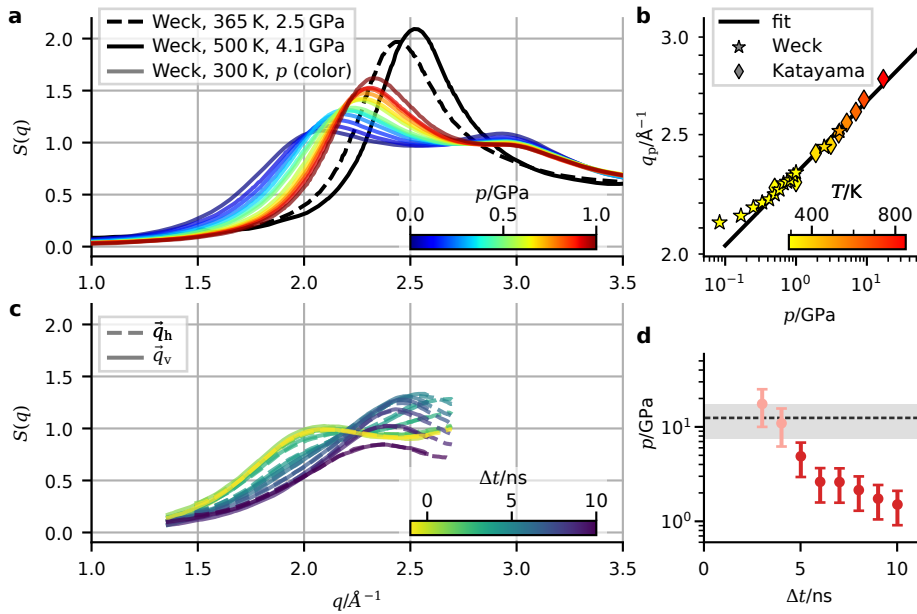 a
Weck, 365 K, 2.5 GPa
Weck, 500 K, 4.1 GPa
Weck, 300 K, p (color)
S(q)
2.0
1.5
1.0
0.5
0.0
p/GPa
0.0 0.5 1.0
1.0 1.5 2.0 2.5 3.0 3.5
b
fit
Weck
Katayama
qp/Å⁻¹
2.5
2.0
T/K
400 800
10⁻¹ 10⁰ 10¹
p/GPa
c
q⃗h
q⃗v
S(q)
2.0
1.5
1.0
0.5
0.0
Δt/ns
0 5 10
1.0 1.5 2.0 2.5 3.0 3.5
q/Å⁻¹
d
p/GPa
10¹
10⁰
0 5 10
Δt/ns